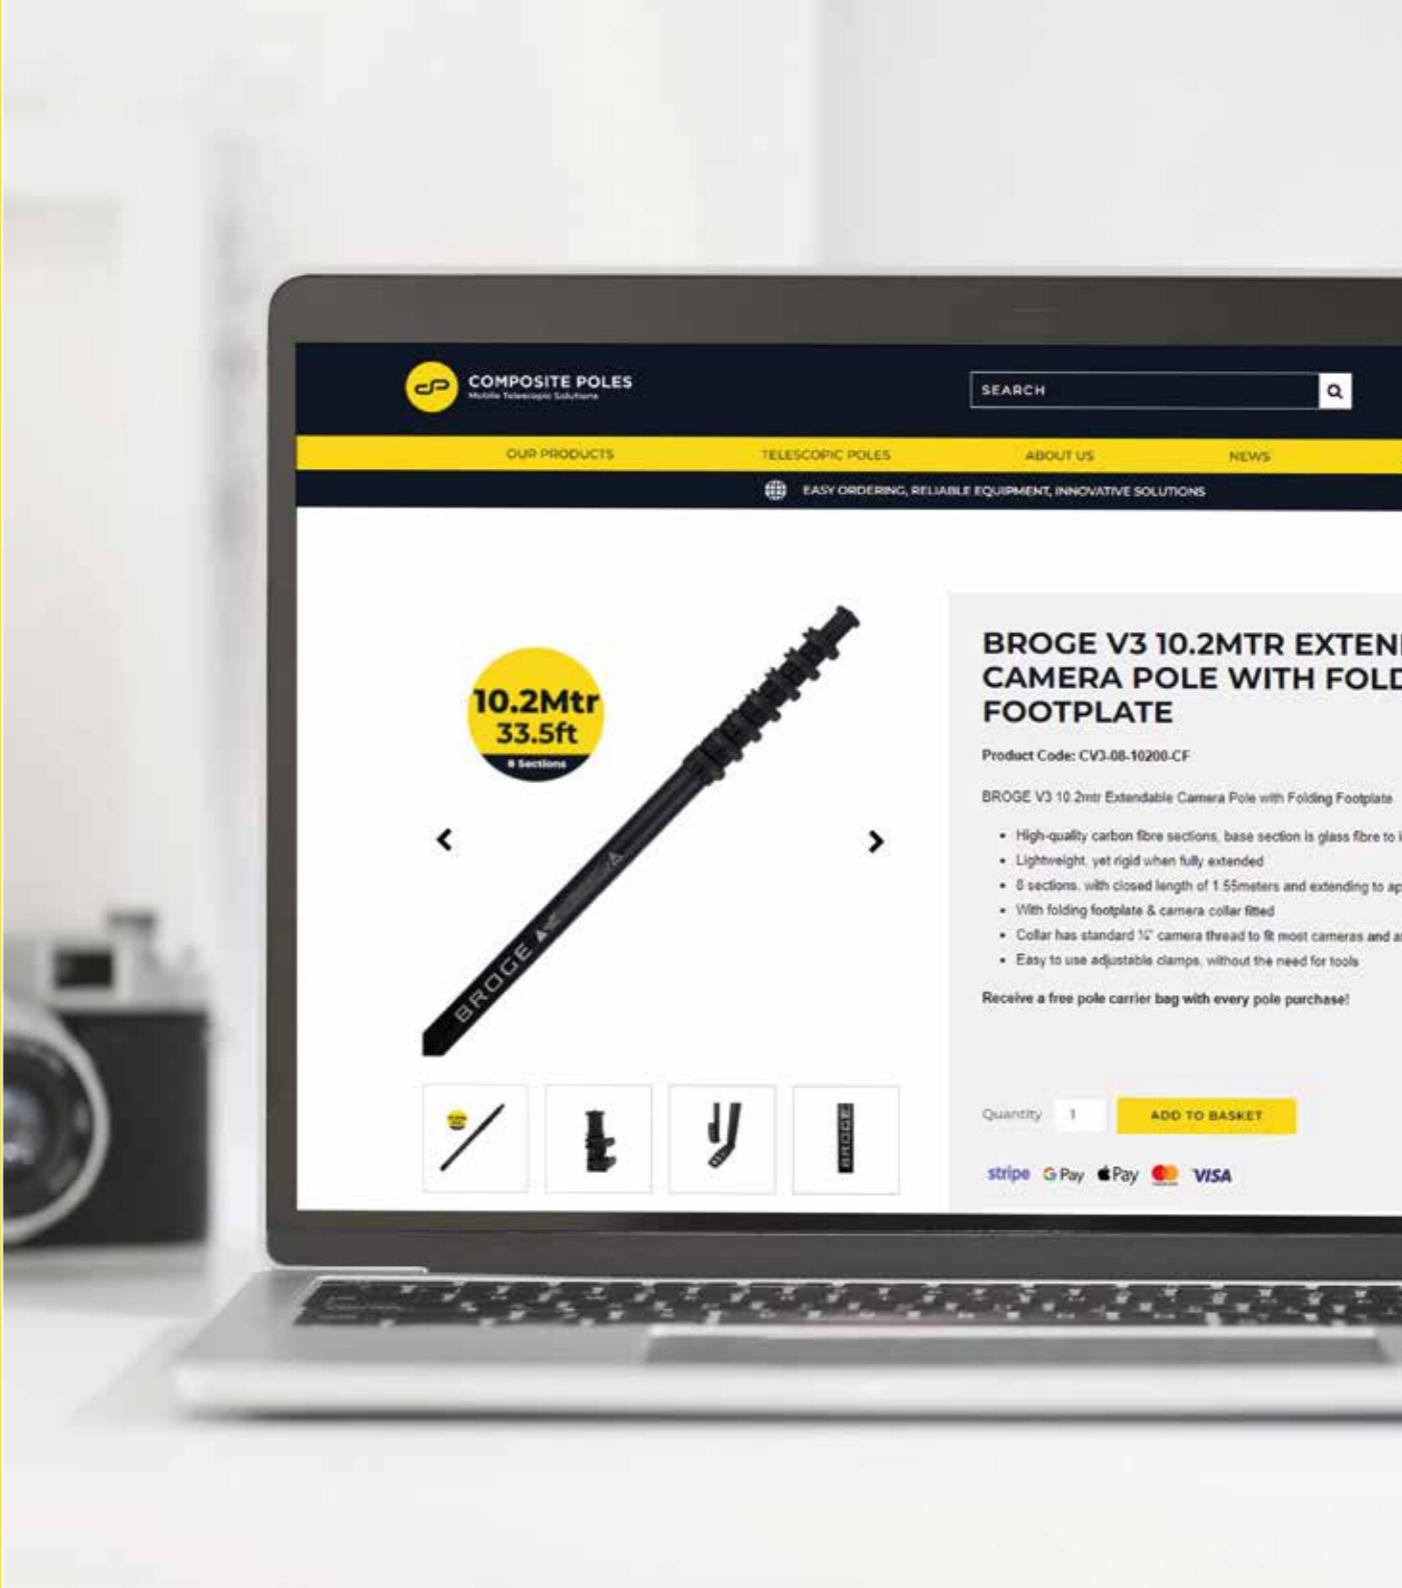 COMPOSITE POLES
Mobile Telescopic Solutions
SEARCH
OUR PRODUCTS TELESCOPIC POLES ABOUT US NEWS
EASY ORDERING, RELIABLE EQUIPMENT, INNOVATIVE SOLUTIONS
10.2Mtr
33.5ft
8 Sections
BROGE
BROGE V3 10.2MTR EXTEN
CAMERA POLE WITH FOLD
FOOTPLATE
Product Code: CV3-08-10200-CF
BROGE V3 10.2mtr Extendable Camera Pole with Folding Footplate
• High-quality carbon fibre sections, base section is glass fibre to
• Lightweight, yet rigid when fully extended
• 8 sections, with closed length of 1.55meters and extending to ap
• With folding footplate & camera collar fitted
• Collar has standard ¼" camera thread to fit most cameras and a
• Easy to use adjustable clamps, without the need for tools
Receive a free pole carrier bag with every pole purchase!
BROGE
Quantity 1 ADD TO BASKET
stripe G Pay Pay VISA